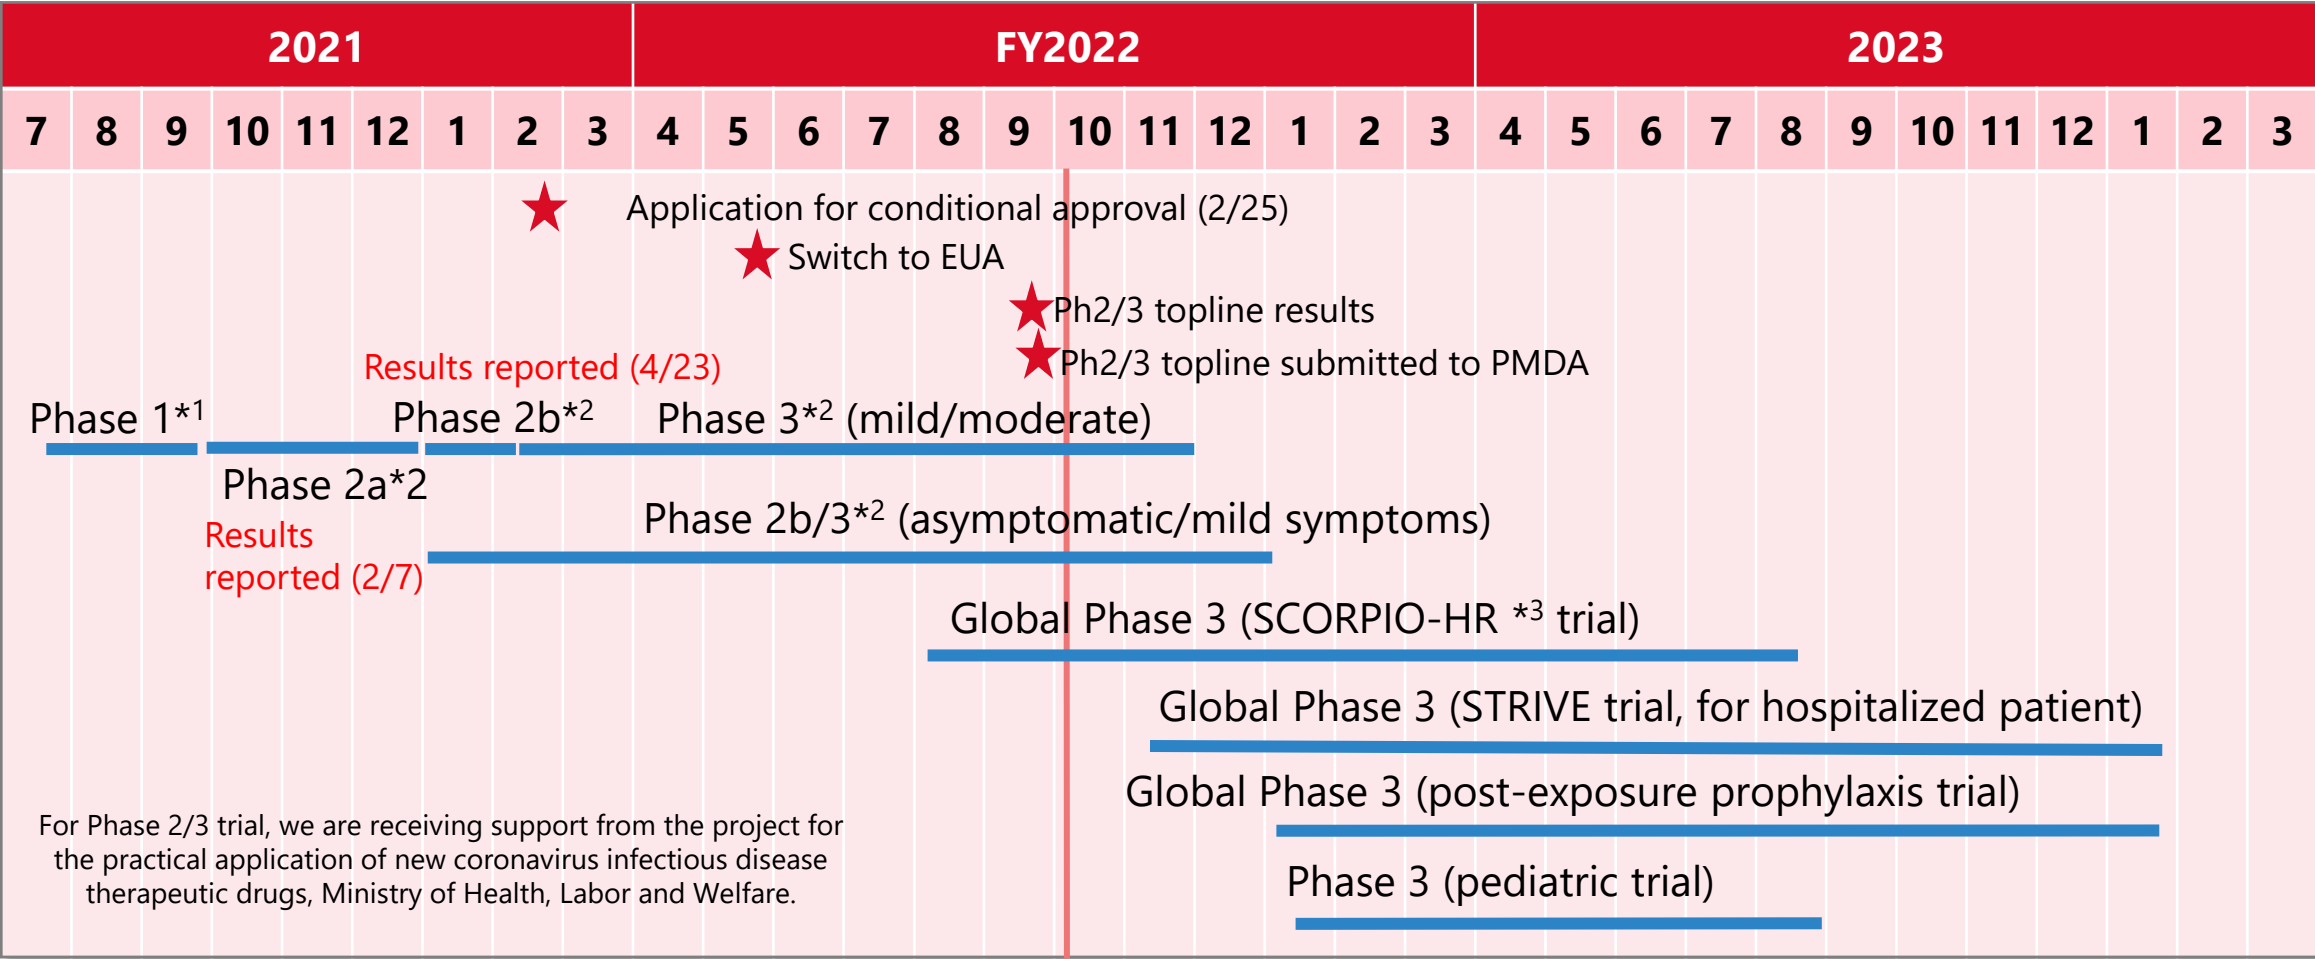 2021 FY2022 2023
7 8 9 10 11 12 1 2 3 4 5 6 7 8 9 10 11 12 1 2 3 4 5 6 7 8 9 10 11 12 1 2 3
Application for conditional approval (2/25)
Switch to EUA
Ph2/3 topline results
Ph2/3 topline submitted to PMDA
Results reported (4/23)
Phase 1*1 Phase 2b*2 Phase 3*2 (mild/moderate)
Phase 2a*2
Results
reported (2/7)
Phase 2b/3*2 (asymptomatic/mild symptoms)
Global Phase 3 (SCORPIO-HR *3 trial)
Global Phase 3 (STRIVE trial, for hospitalized patient)
Global Phase 3 (post-exposure prophylaxis trial)
Phase 3 (pediatric trial)
For Phase 2/3 trial, we are receiving support from the project for
the practical application of new coronavirus infectious disease
therapeutic drugs, Ministry of Health, Labor and Welfare.